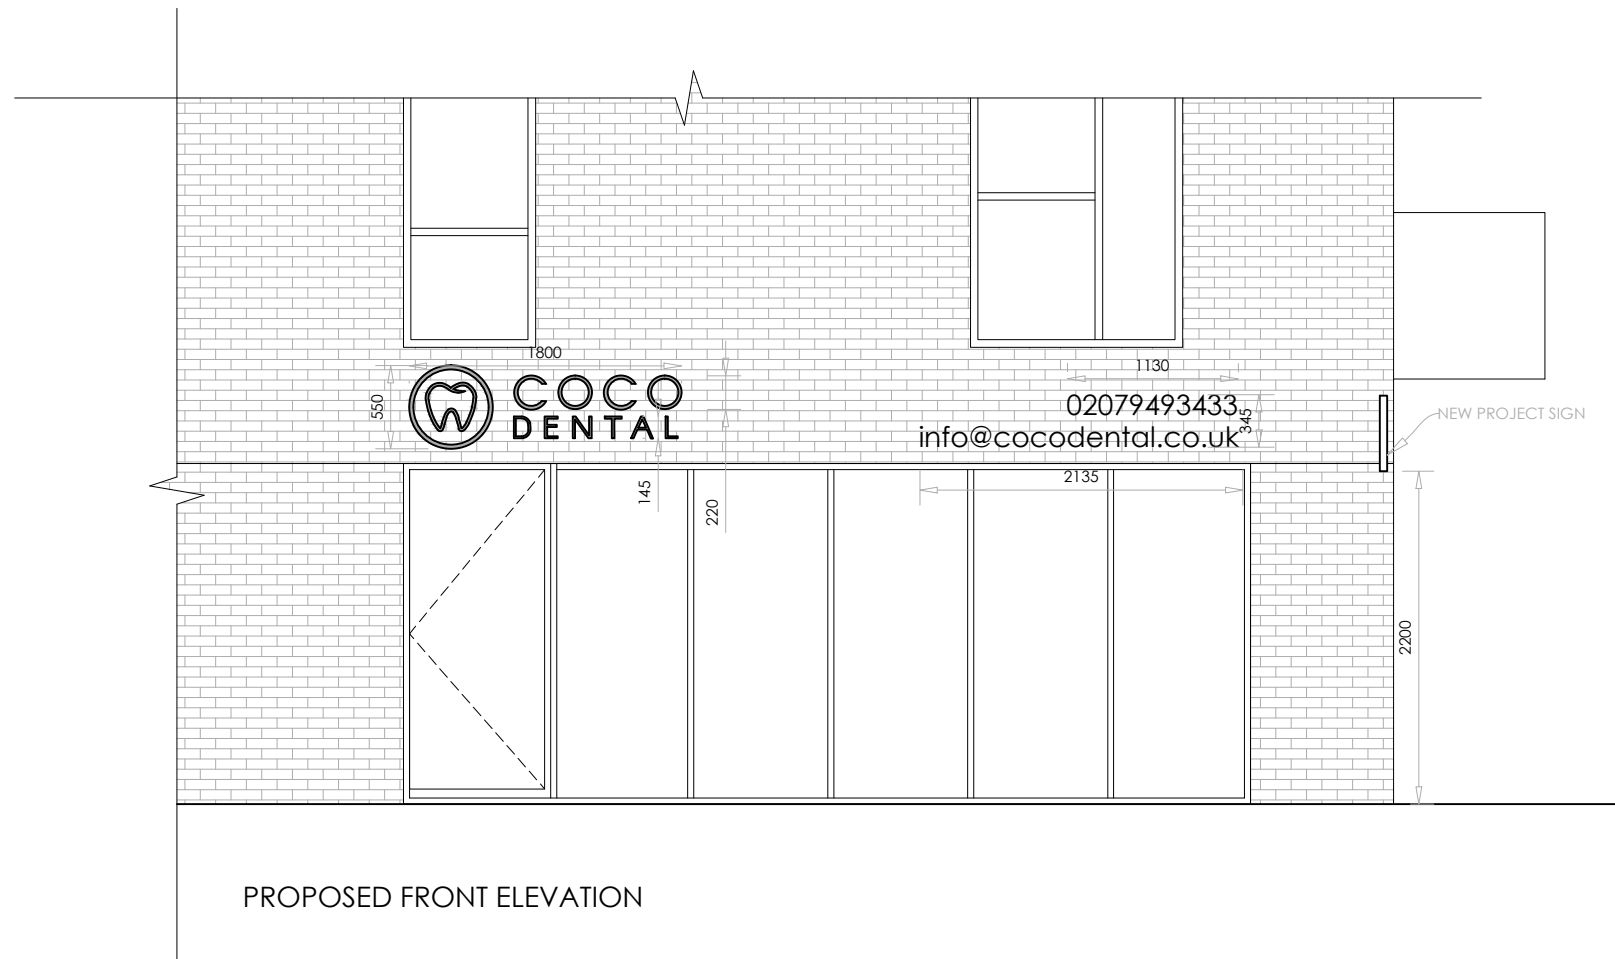 1800
1130
550
COCO
DENTAL
02079493433
info@cocodental.co.uk
345
NEW PROJECT SIGN
2135
145
220
2200
PROPOSED FRONT ELEVATION